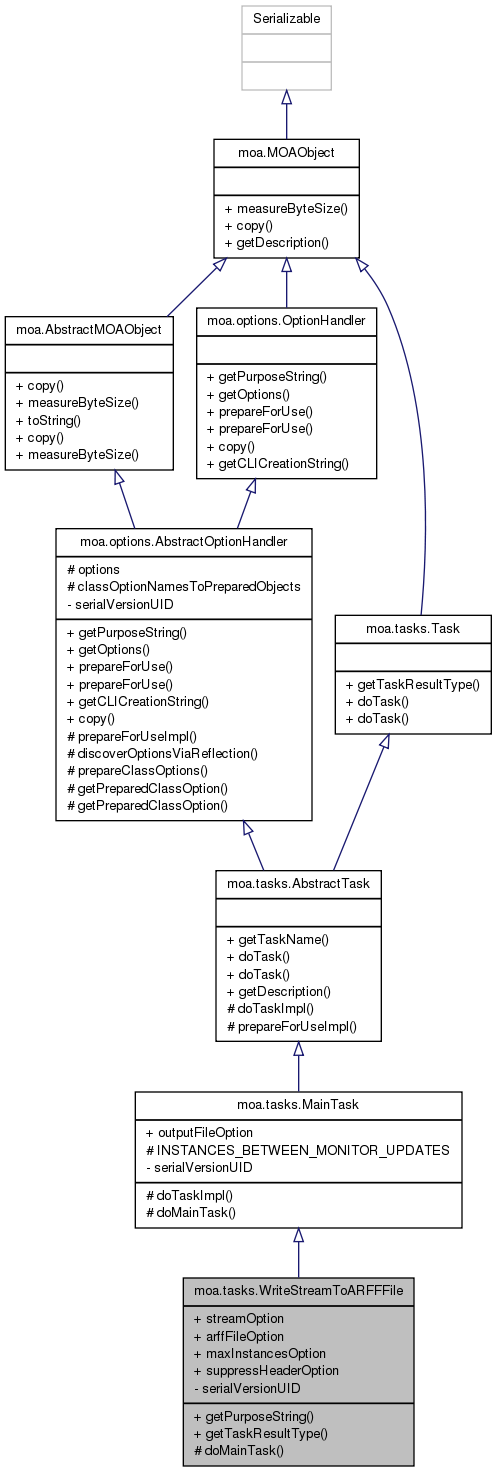 Serializable
moa.MOAObject
+ measureByteSize()
+ copy()
+ getDescription()
moa.AbstractMOAObject
+ copy()
+ measureByteSize()
+ toString()
+ copy()
+ measureByteSize()
moa.options.OptionHandler
+ getPurposeString()
+ getOptions()
+ prepareForUse()
+ prepareForUse()
+ copy()
+ getCLICreationString()
moa.options.AbstractOptionHandler
# options
# classOptionNamesToPreparedObjects
- serialVersionUID
+ getPurposeString()
+ getOptions()
+ prepareForUse()
+ prepareForUse()
+ getCLICreationString()
+ copy()
# prepareForUseImpl()
# discoverOptionsViaReflection()
# prepareClassOptions()
# getPreparedClassOption()
# getPreparedClassOption()
moa.tasks.Task
+ getTaskResultType()
+ doTask()
+ doTask()
moa.tasks.AbstractTask
+ getTaskName()
+ doTask()
+ doTask()
+ getDescription()
# doTaskImpl()
# prepareForUseImpl()
moa.tasks.MainTask
+ outputFileOption
# INSTANCES_BETWEEN_MONITOR_UPDATES
- serialVersionUID
# doTaskImpl()
# doMainTask()
moa.tasks.WriteStreamToARFFFile
+ streamOption
+ arffFileOption
+ maxInstancesOption
+ suppressHeaderOption
- serialVersionUID
+ getPurposeString()
+ getTaskResultType()
# doMainTask()